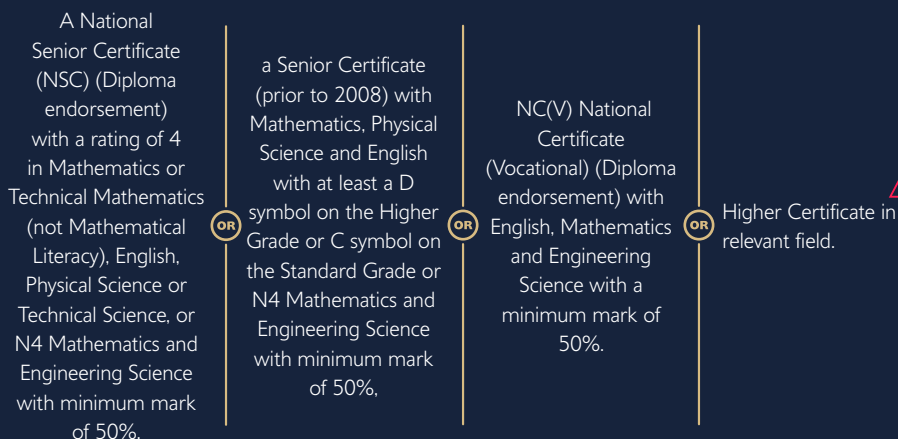 A National
Senior Certificate
(NSC) (Diploma
endorsement)
with a rating of 4
in Mathematics or
Technical Mathematics
(not Mathematical
Literacy), English,
Physical Science or
Technical Science, or
N4 Mathematics and
Engineering Science
with minimum mark
of 50%.
OR
a Senior Certificate
(prior to 2008) with
Mathematics, Physical
Science and English
with at least a D
symbol on the Higher
Grade or C symbol on
the Standard Grade or
N4 Mathematics and
Engineering Science
with minimum mark
of 50%,
OR
NC(V) National
Certificate
(Vocational) (Diploma
endorsement) with
English, Mathematics
and Engineering
Science with a
minimum mark of
50%.
OR
Higher Certificate in
relevant field.